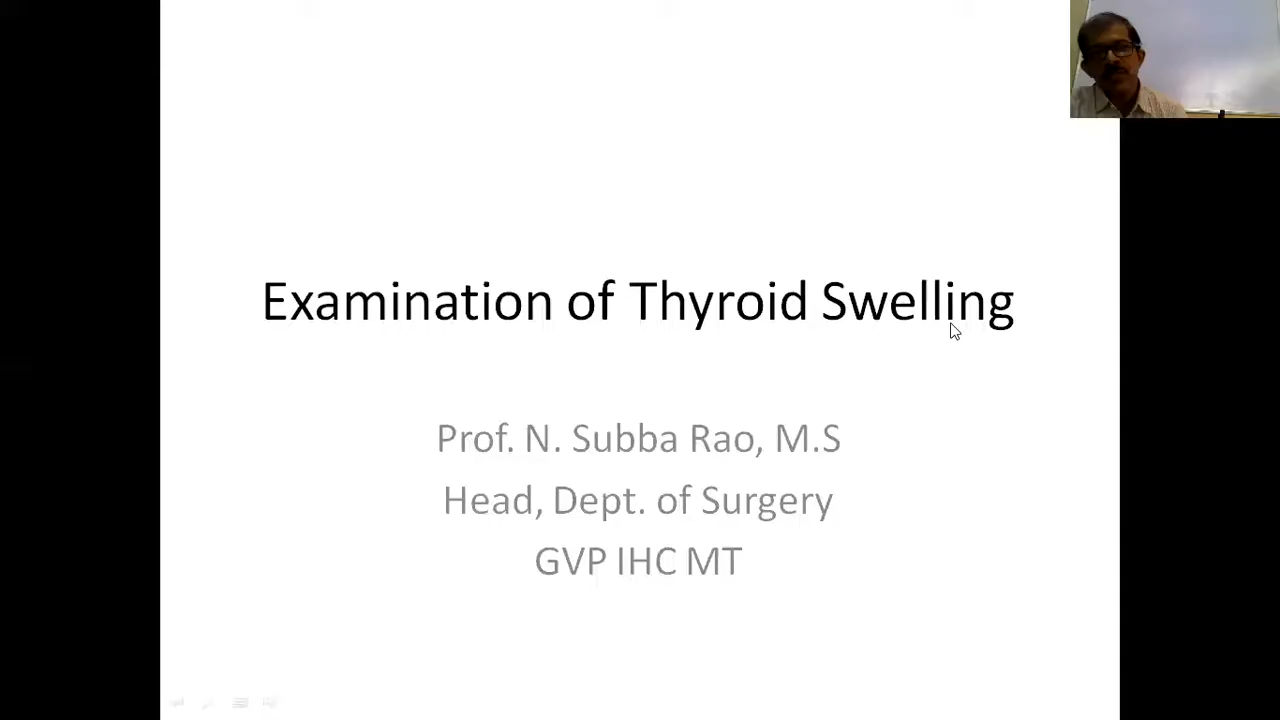 Examination of Thyroid Swelling
Prof. N. Subba Rao, M.S
Head, Dept. of Surgery
GVP IHC MT